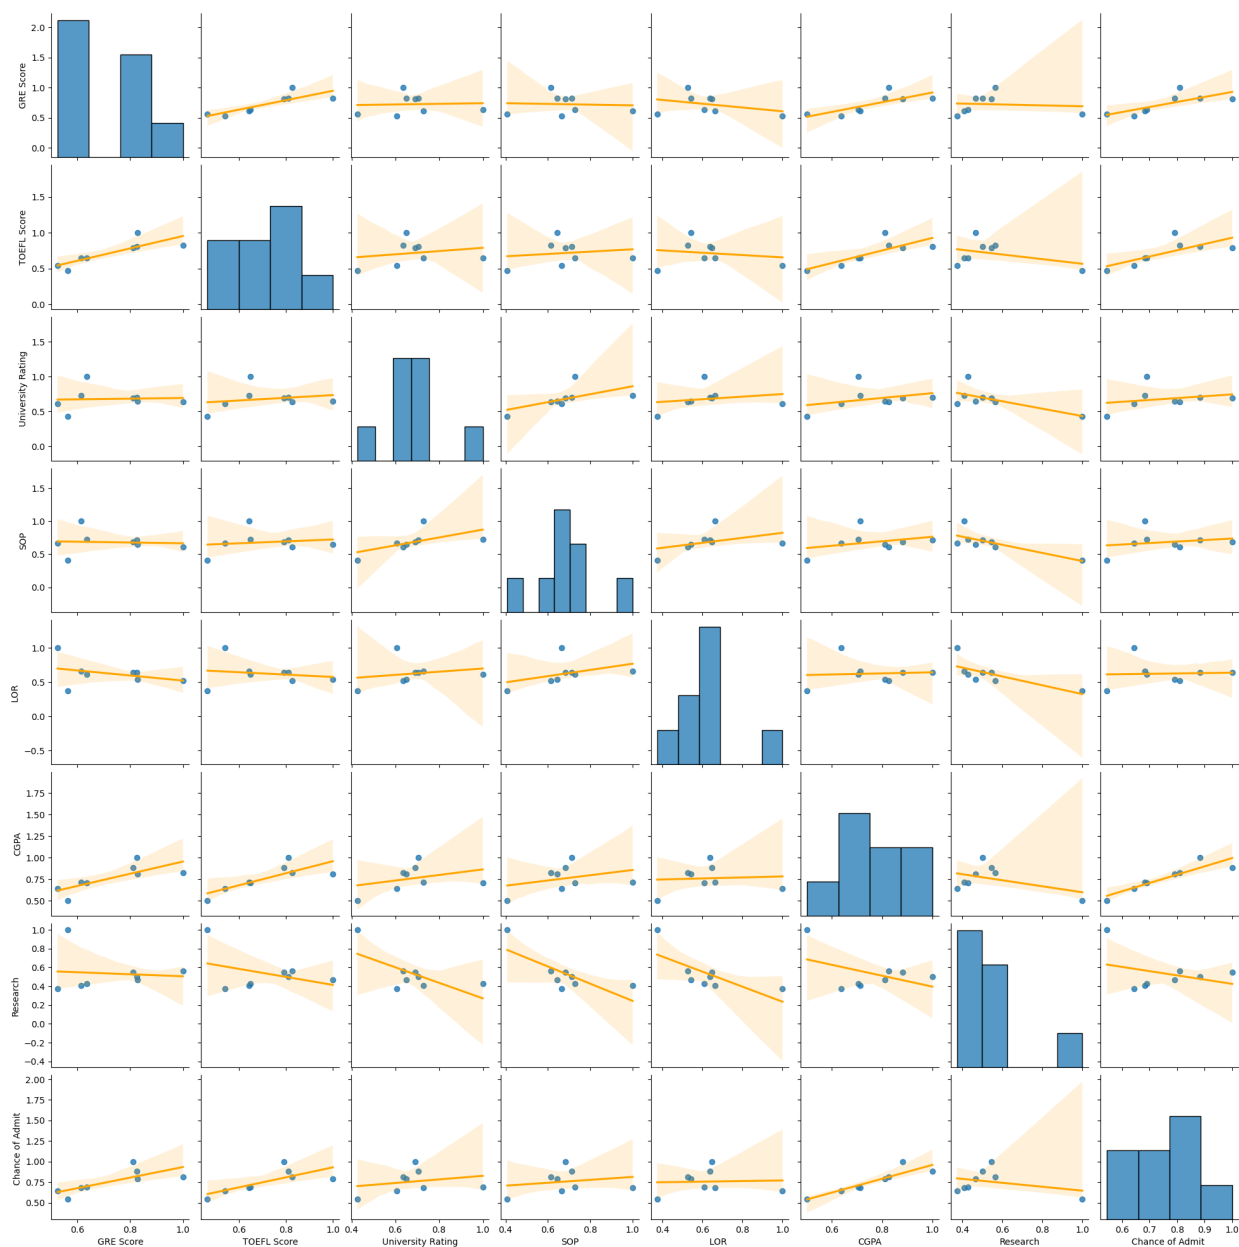 GRE Score
2.0
1.5
1.0
0.5
0.0
TOEFL Score
1.5
1.0
0.5
0.0
University Rating
1.5
1.0
0.5
0.0
SOP
1.5
1.0
0.5
0.0
LOR
1.0
0.5
0.0
−0.5
CGPA
1.75
1.50
1.25
1.00
0.75
0.50
Research
1.0
0.8
0.6
0.4
0.2
0.0
−0.2
−0.4
Chance of Admit
2.00
1.75
1.50
1.25
1.00
0.75
0.50
0.6 0.8 1.0
0.6 0.8 1.0
0.4 0.5 0.6 0.7 0.8 0.9 1.0
0.4 0.6 0.8 1.0
0.4 0.6 0.8 1.0
0.6 0.8 1.0
0.4 0.6 0.8 1.0
0.6 0.7 0.8 0.9 1.0
GRE Score TOEFL Score University Rating SOP LOR CGPA Research Chance of Admit